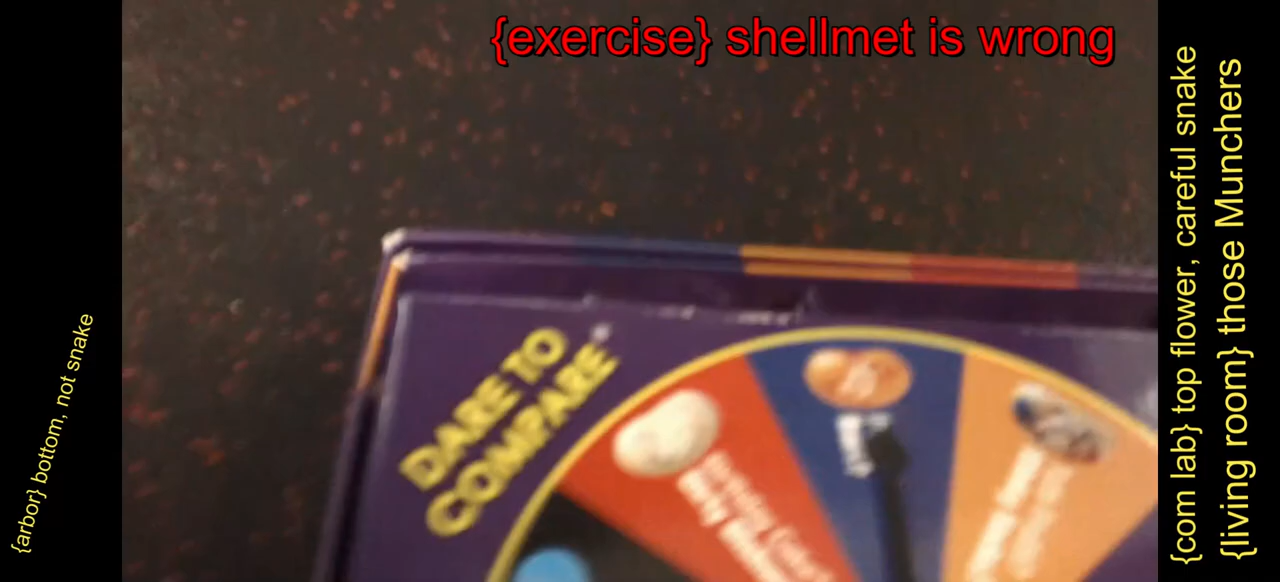 {exercise} shellmet is wrong
{arbor} bottom, not snake
DARE TO
COMPARE
{com lab} top flower, careful snake
{living room} those Munchers